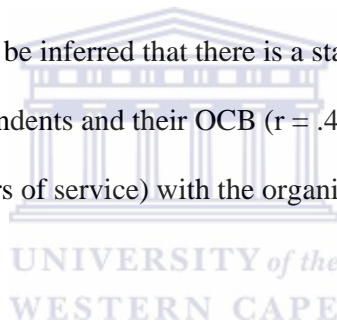 be inferred that there is a sta
ndents and their OCB (r = .4
rs of service) with the organi
UNIVERSITY of the
WESTERN CAPE